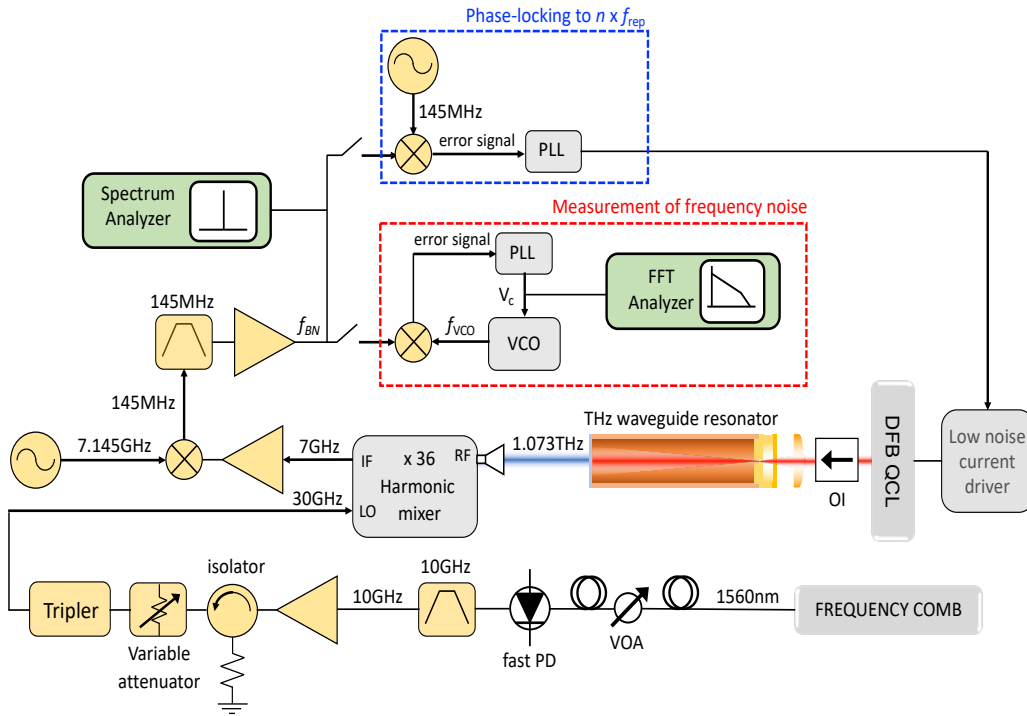 Phase-locking to n x frep
145MHz
error signal
PLL
Spectrum
Analyzer
Measurement of frequency noise
error signal
PLL
FFT
Analyzer
Vc
145MHz
fBN
fVCO
VCO
145MHz
THz waveguide resonator
7.145GHz
7GHz
IF
x 36
RF
Harmonic
mixer
LO
1.073THz
OI
DFB QCL
Low noise
current
driver
30GHz
isolator
10GHz
Tripler
10GHz
1560nm
FREQUENCY COMB
Variable
attenuator
fast PD
VOA